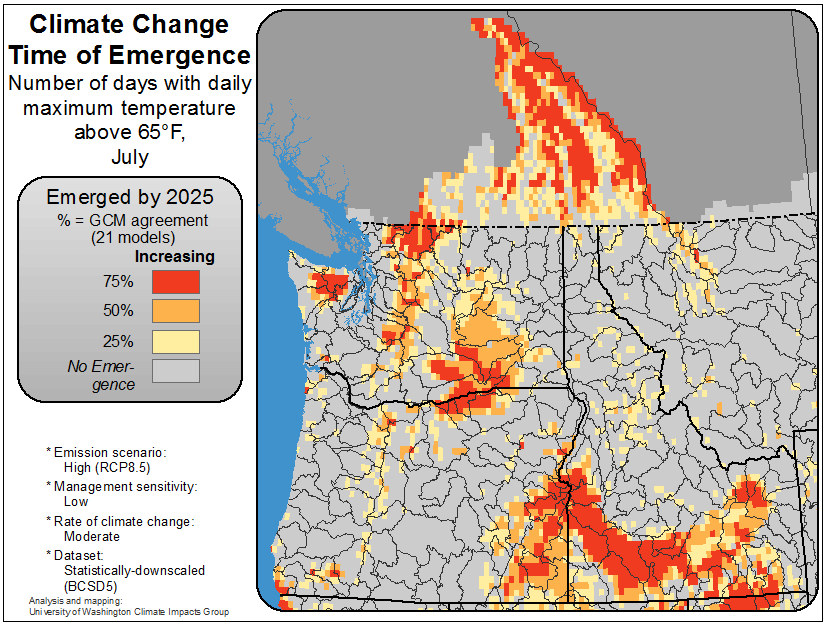 Climate Change
Time of Emergence
Number of days with daily
maximum temperature
above 65°F,
July
Emerged by 2025
% = GCM agreement
(21 models)
Increasing
75%
50%
25%
No Emer-
gence
* Emission scenario:
High (RCP8.5)
* Management sensitivity:
Low
* Rate of climate change:
Moderate
* Dataset:
Statistically-downscaled
(BCSD5)
Analysis and mapping:
University of Washington Climate Impacts Group